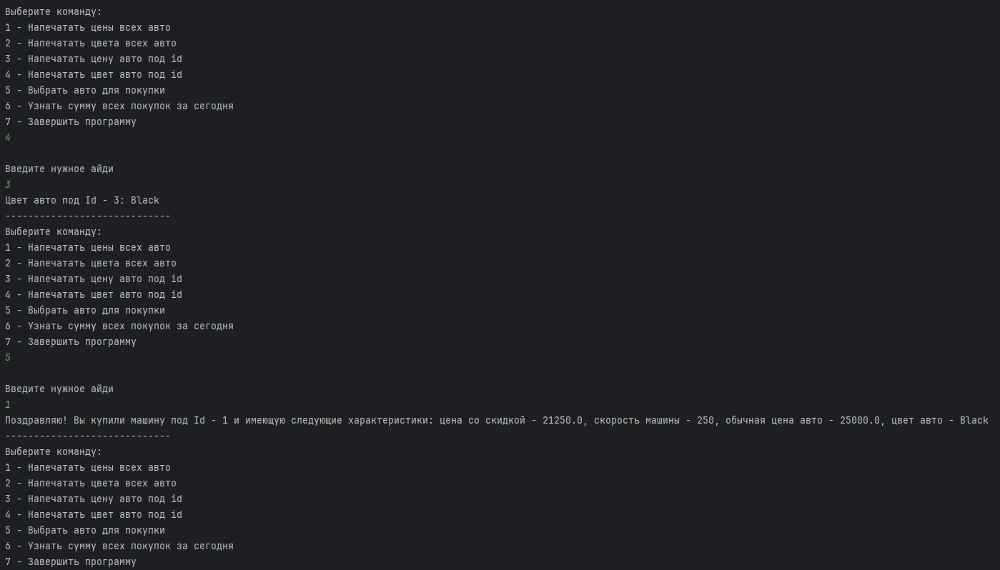 Выберите команду:
1 - Напечатать цены всех авто
2 - Напечатать цвета всех авто
3 - Напечатать цену авто под id
4 - Напечатать цвет авто под id
5 - Выбрать авто для покупки
6 - Узнать сумму всех покупок за сегодня
7 - Завершить программу
4
Введите нужное айди
3
Цвет авто под Id - 3: Black
-----------------------------
Выберите команду:
1 - Напечатать цены всех авто
2 - Напечатать цвета всех авто
3 - Напечатать цену авто под id
4 - Напечатать цвет авто под id
5 - Выбрать авто для покупки
6 - Узнать сумму всех покупок за сегодня
7 - Завершить программу
5
Введите нужное айди
1
Поздравляю! Вы купили машину под Id - 1 и имеющую следующие характеристики: цена со скидкой - 21250.0, скорость машины - 250, обычная цена авто - 25000.0, цвет авто - Black
-----------------------------
Выберите команду:
1 - Напечатать цены всех авто
2 - Напечатать цвета всех авто
3 - Напечатать цену авто под id
4 - Напечатать цвет авто под id
5 - Выбрать авто для покупки
6 - Узнать сумму всех покупок за сегодня
7 - Завершить программу